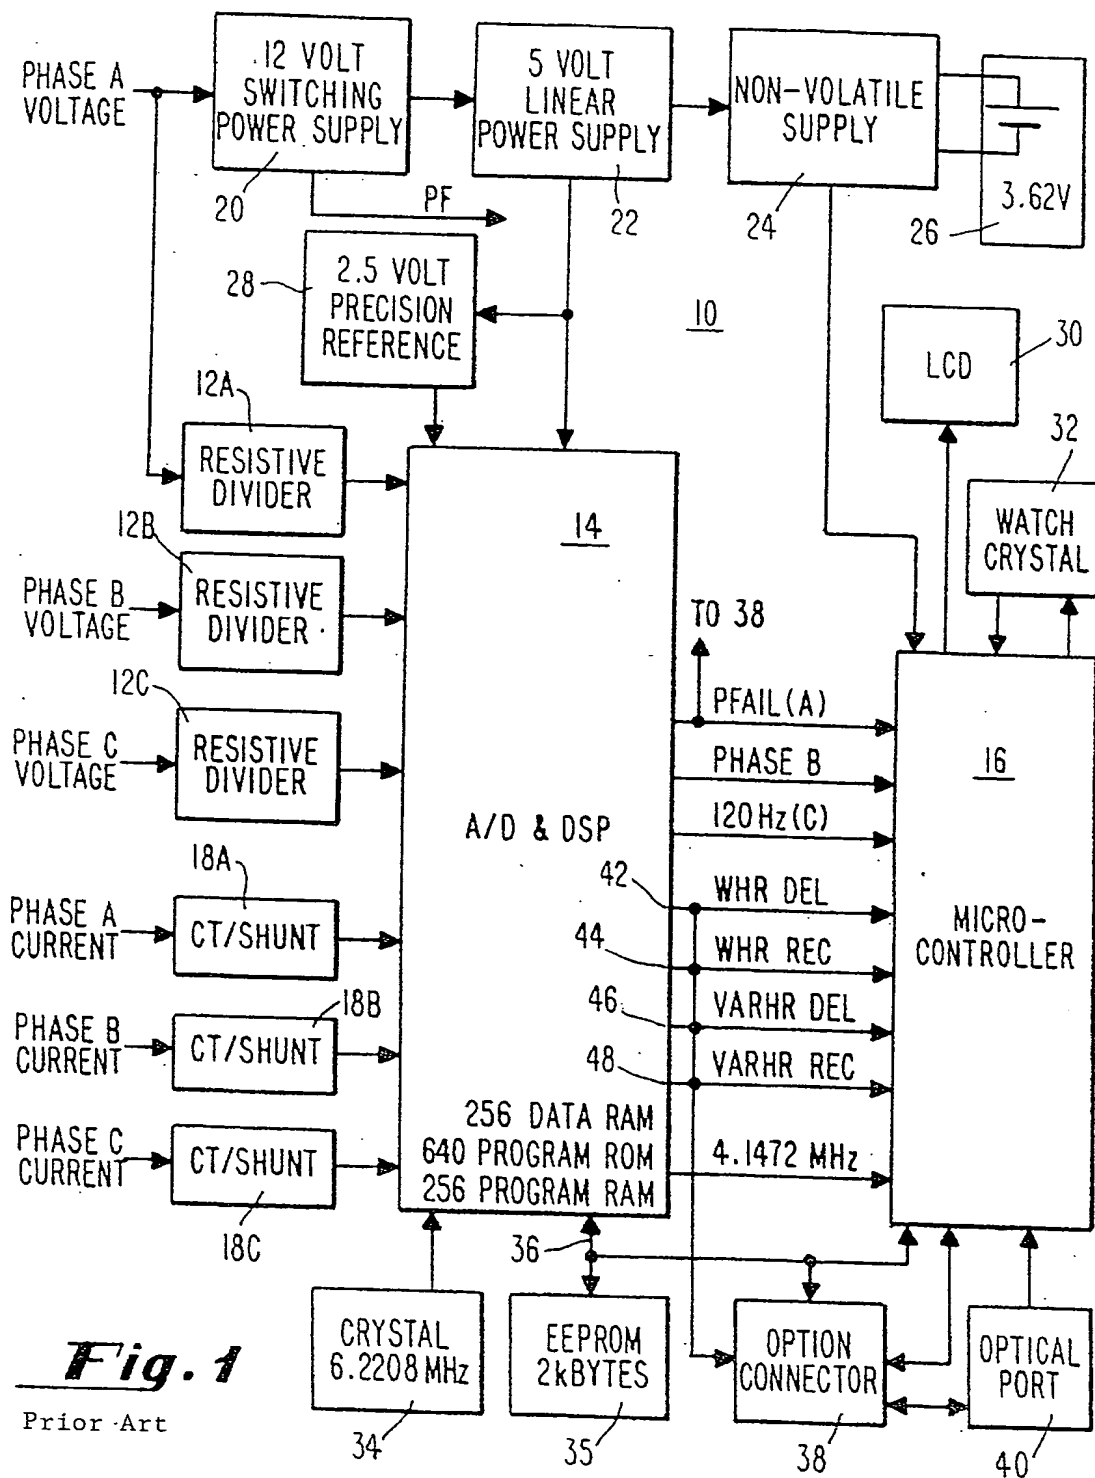 PHASE A
VOLTAGE
12 VOLT
SWITCHING
POWER SUPPLY
20
PF
5 VOLT
LINEAR
POWER SUPPLY
22
NON-VOLATILE
SUPPLY
24
3.62V
26
28
2.5 VOLT
PRECISION
REFERENCE
10
LCD
30
32
WATCH
CRYSTAL
12A
RESISTIVE
DIVIDER
12B
PHASE B
VOLTAGE
RESISTIVE
DIVIDER
12C
PHASE C
VOLTAGE
RESISTIVE
DIVIDER
18A
PHASE A
CURRENT
CT/SHUNT
18B
PHASE B
CURRENT
CT/SHUNT
PHASE C
CURRENT
CT/SHUNT
18C
14
A/D & DSP
256 DATA RAM
640 PROGRAM ROM
256 PROGRAM RAM
TO 38
PFAIL(A)
PHASE B
120Hz(C)
42
WHR DEL
44
WHR REC
46
VARHR DEL
48
VARHR REC
4.1472 MHz
16
MICRO-
CONTROLLER
36
CRYSTAL
6.2208 MHz
34
EEPROM
2kBYTES
35
OPTION
CONNECTOR
38
OPTICAL
PORT
40
Fig. 1
Prior Art